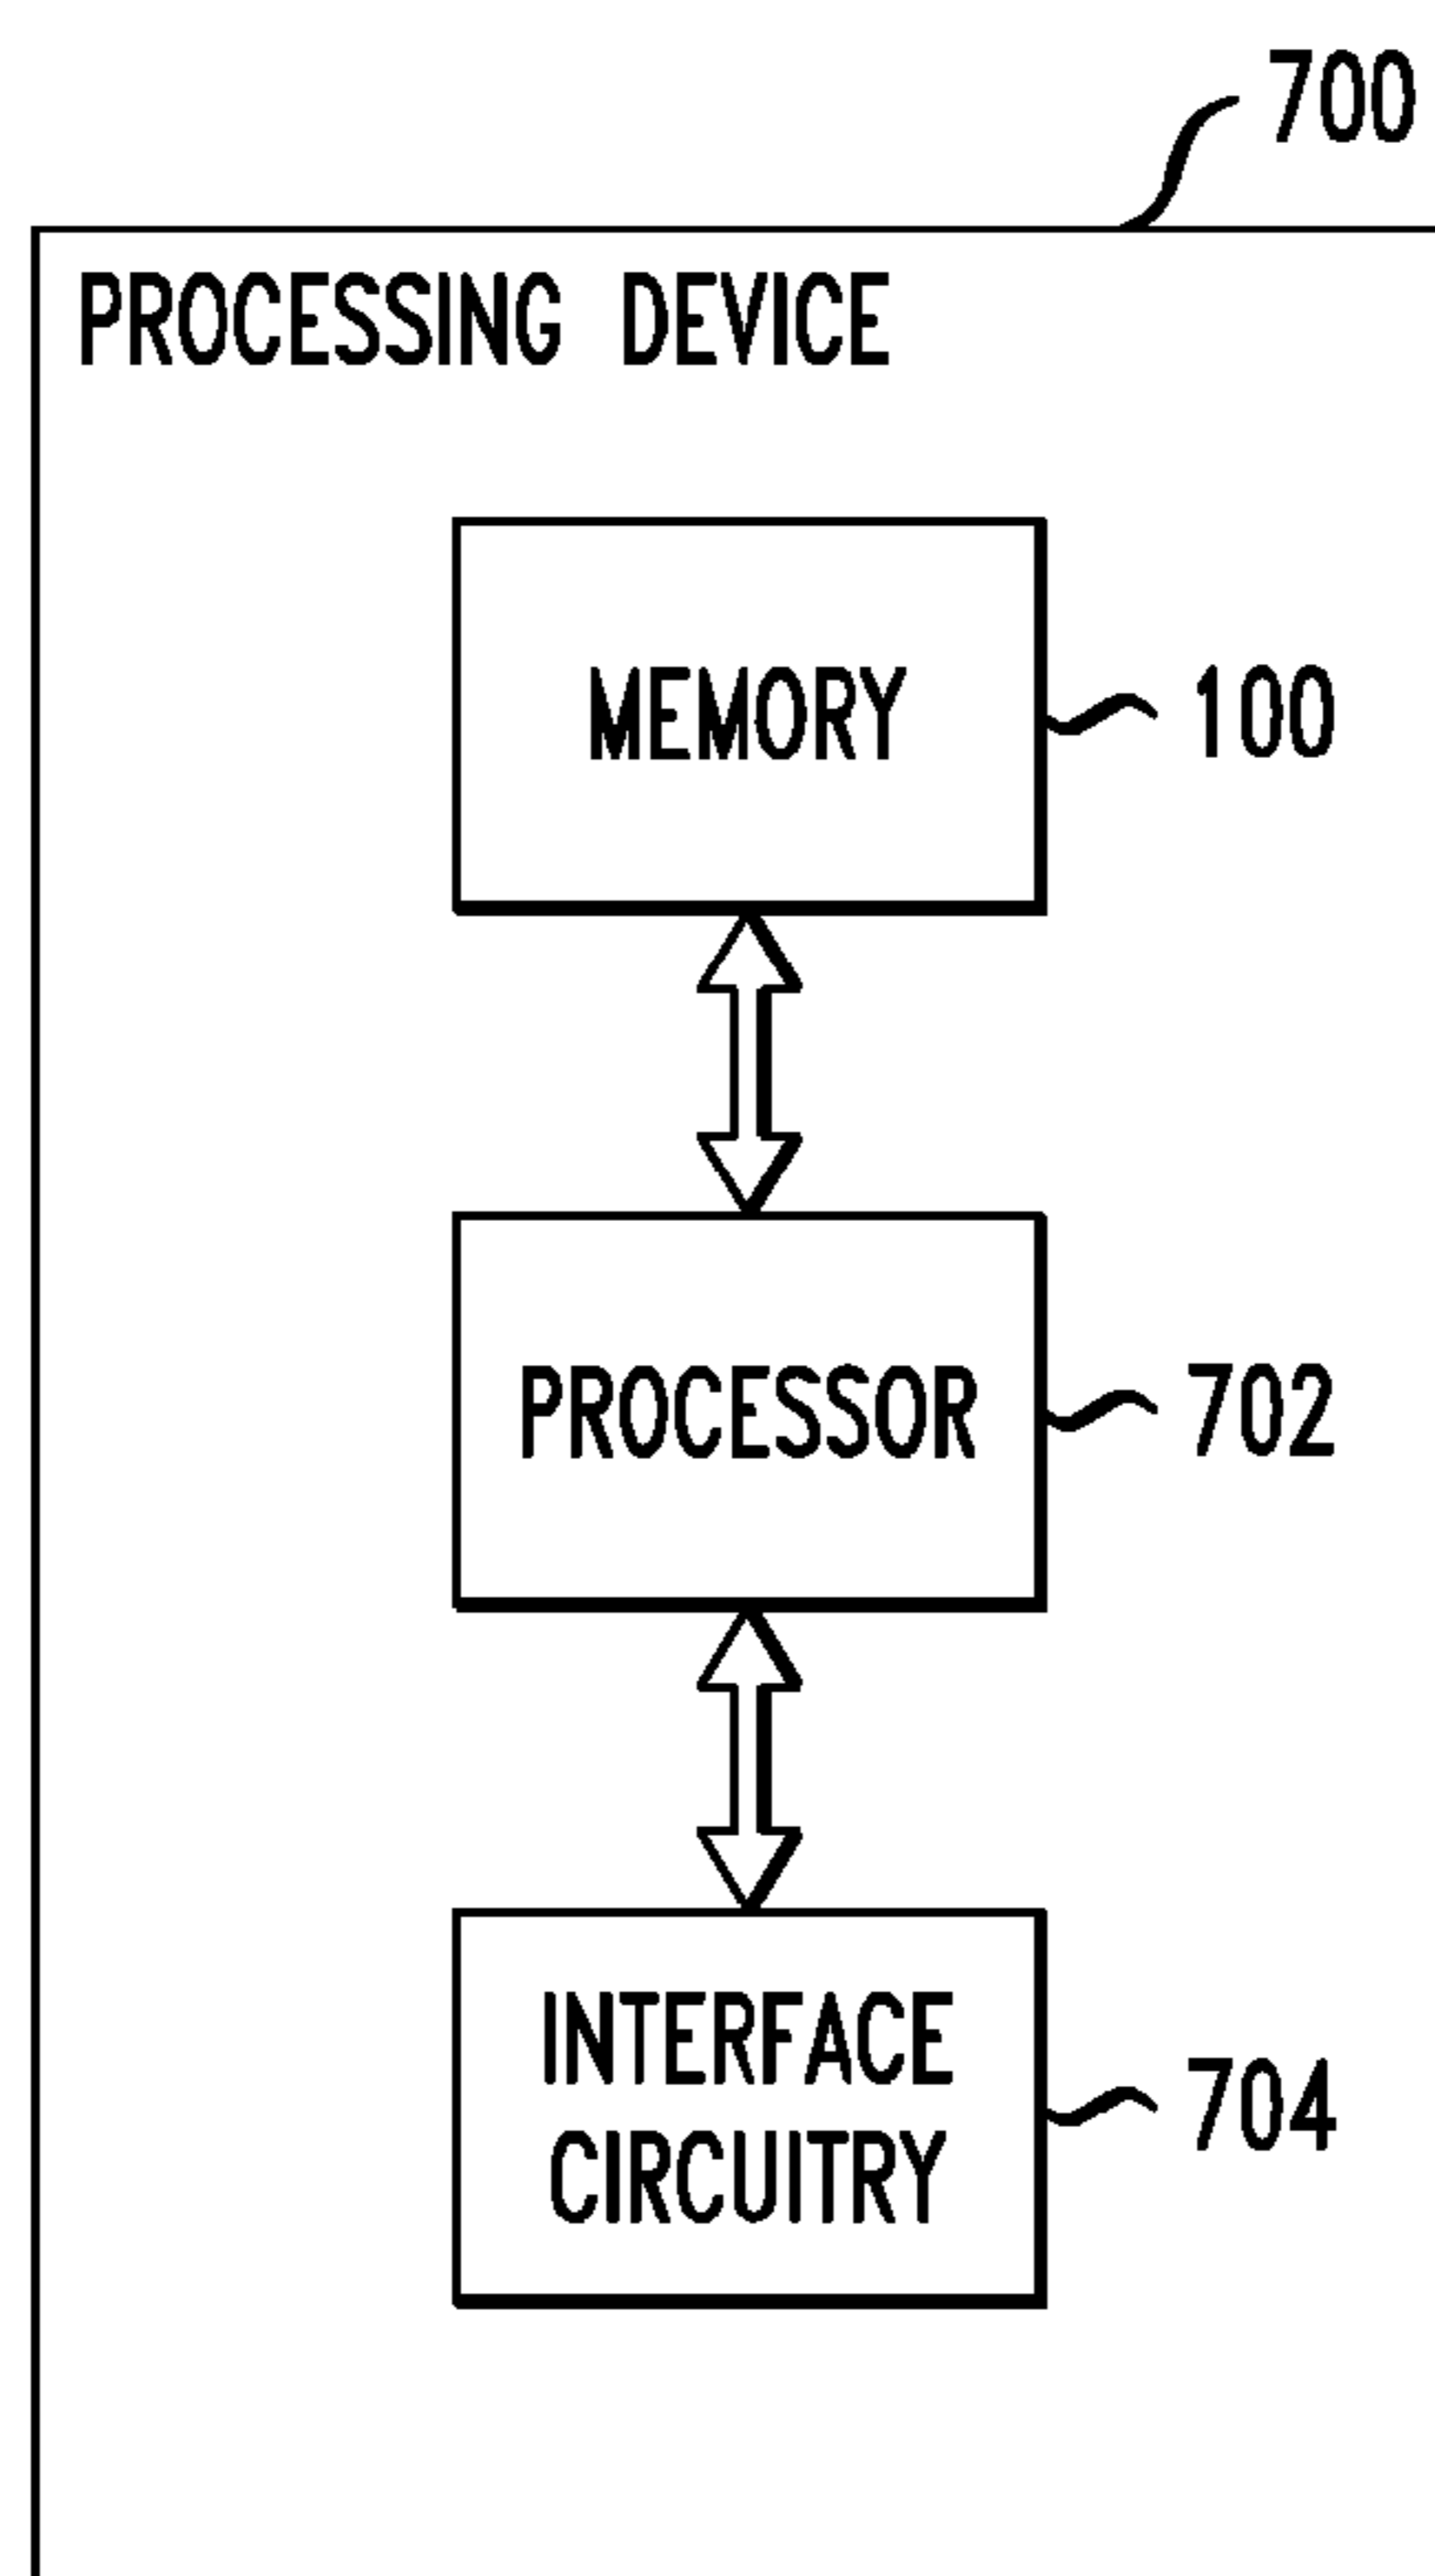 700
PROCESSING DEVICE
MEMORY
100
PROCESSOR
702
INTERFACE
CIRCUITRY
704